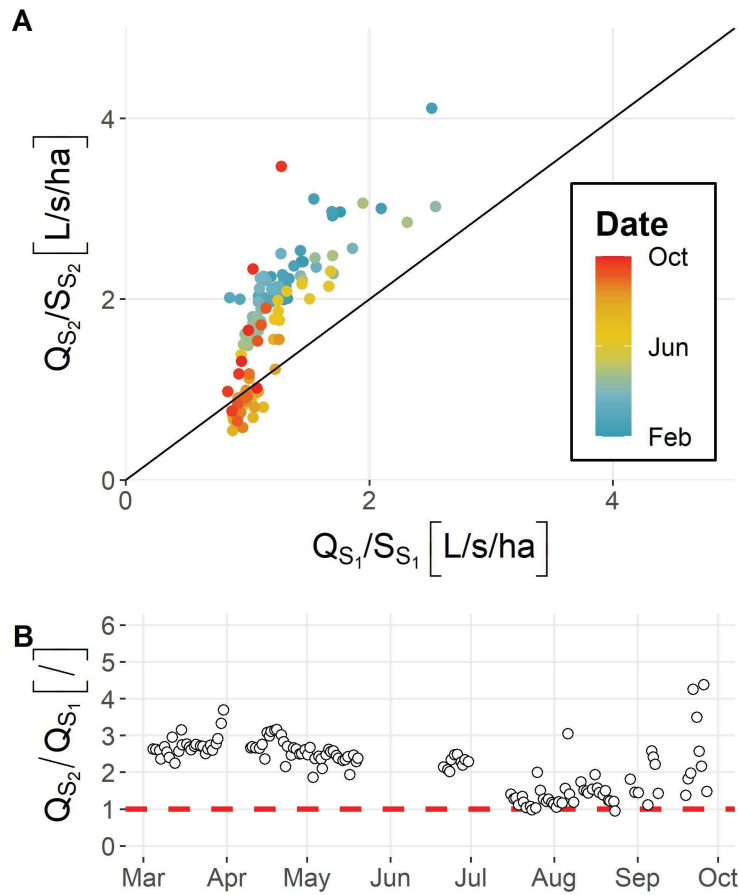 A
Q_S₂/S_S₂ [L/s/ha]
4
2
0
0 2 4
Q_S₁/S_S₁ [L/s/ha]
Date
Oct
Jun
Feb
B
Q_S₂/Q_S₁ [/]
6
5
4
3
2
1
0
Mar Apr May Jun Jul Aug Sep Oct